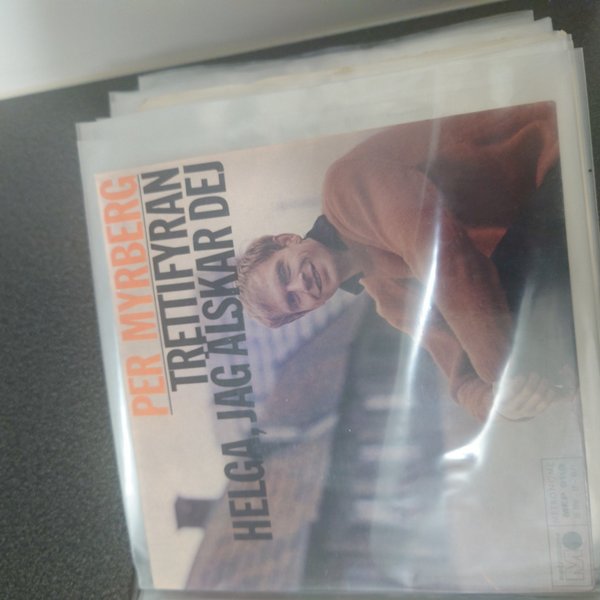 PER MYRBERG
TRETTIFYRAN
HELGA, JAG ÄLSKAR DEJ